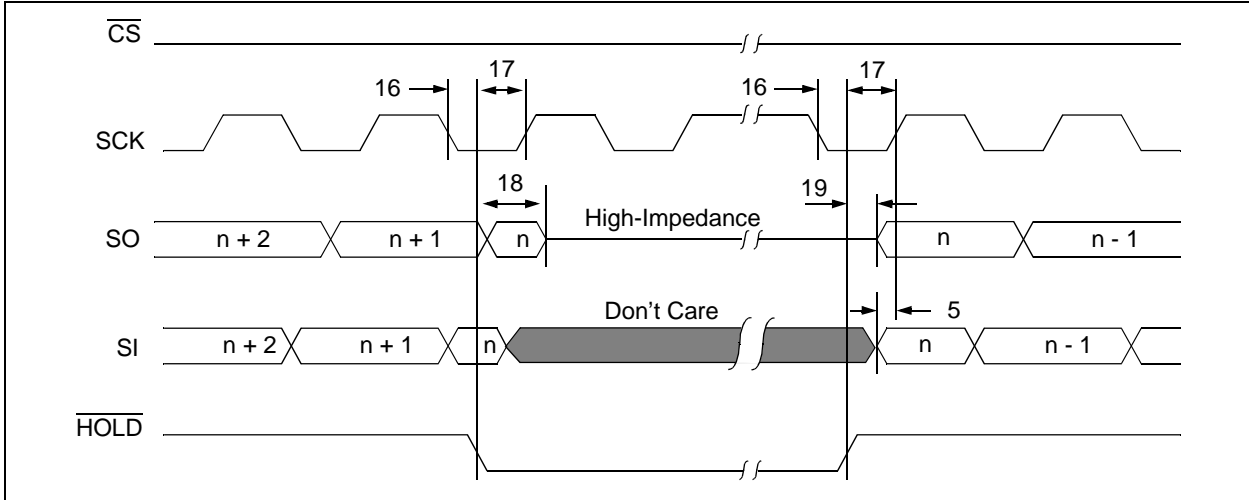 CS
17
17
16
16
SCK
18
19
High-Impedance
SO
n + 2
n + 1
n
n
n - 1
Don't Care
5
SI
n + 2
n + 1
n
n
n - 1
HOLD